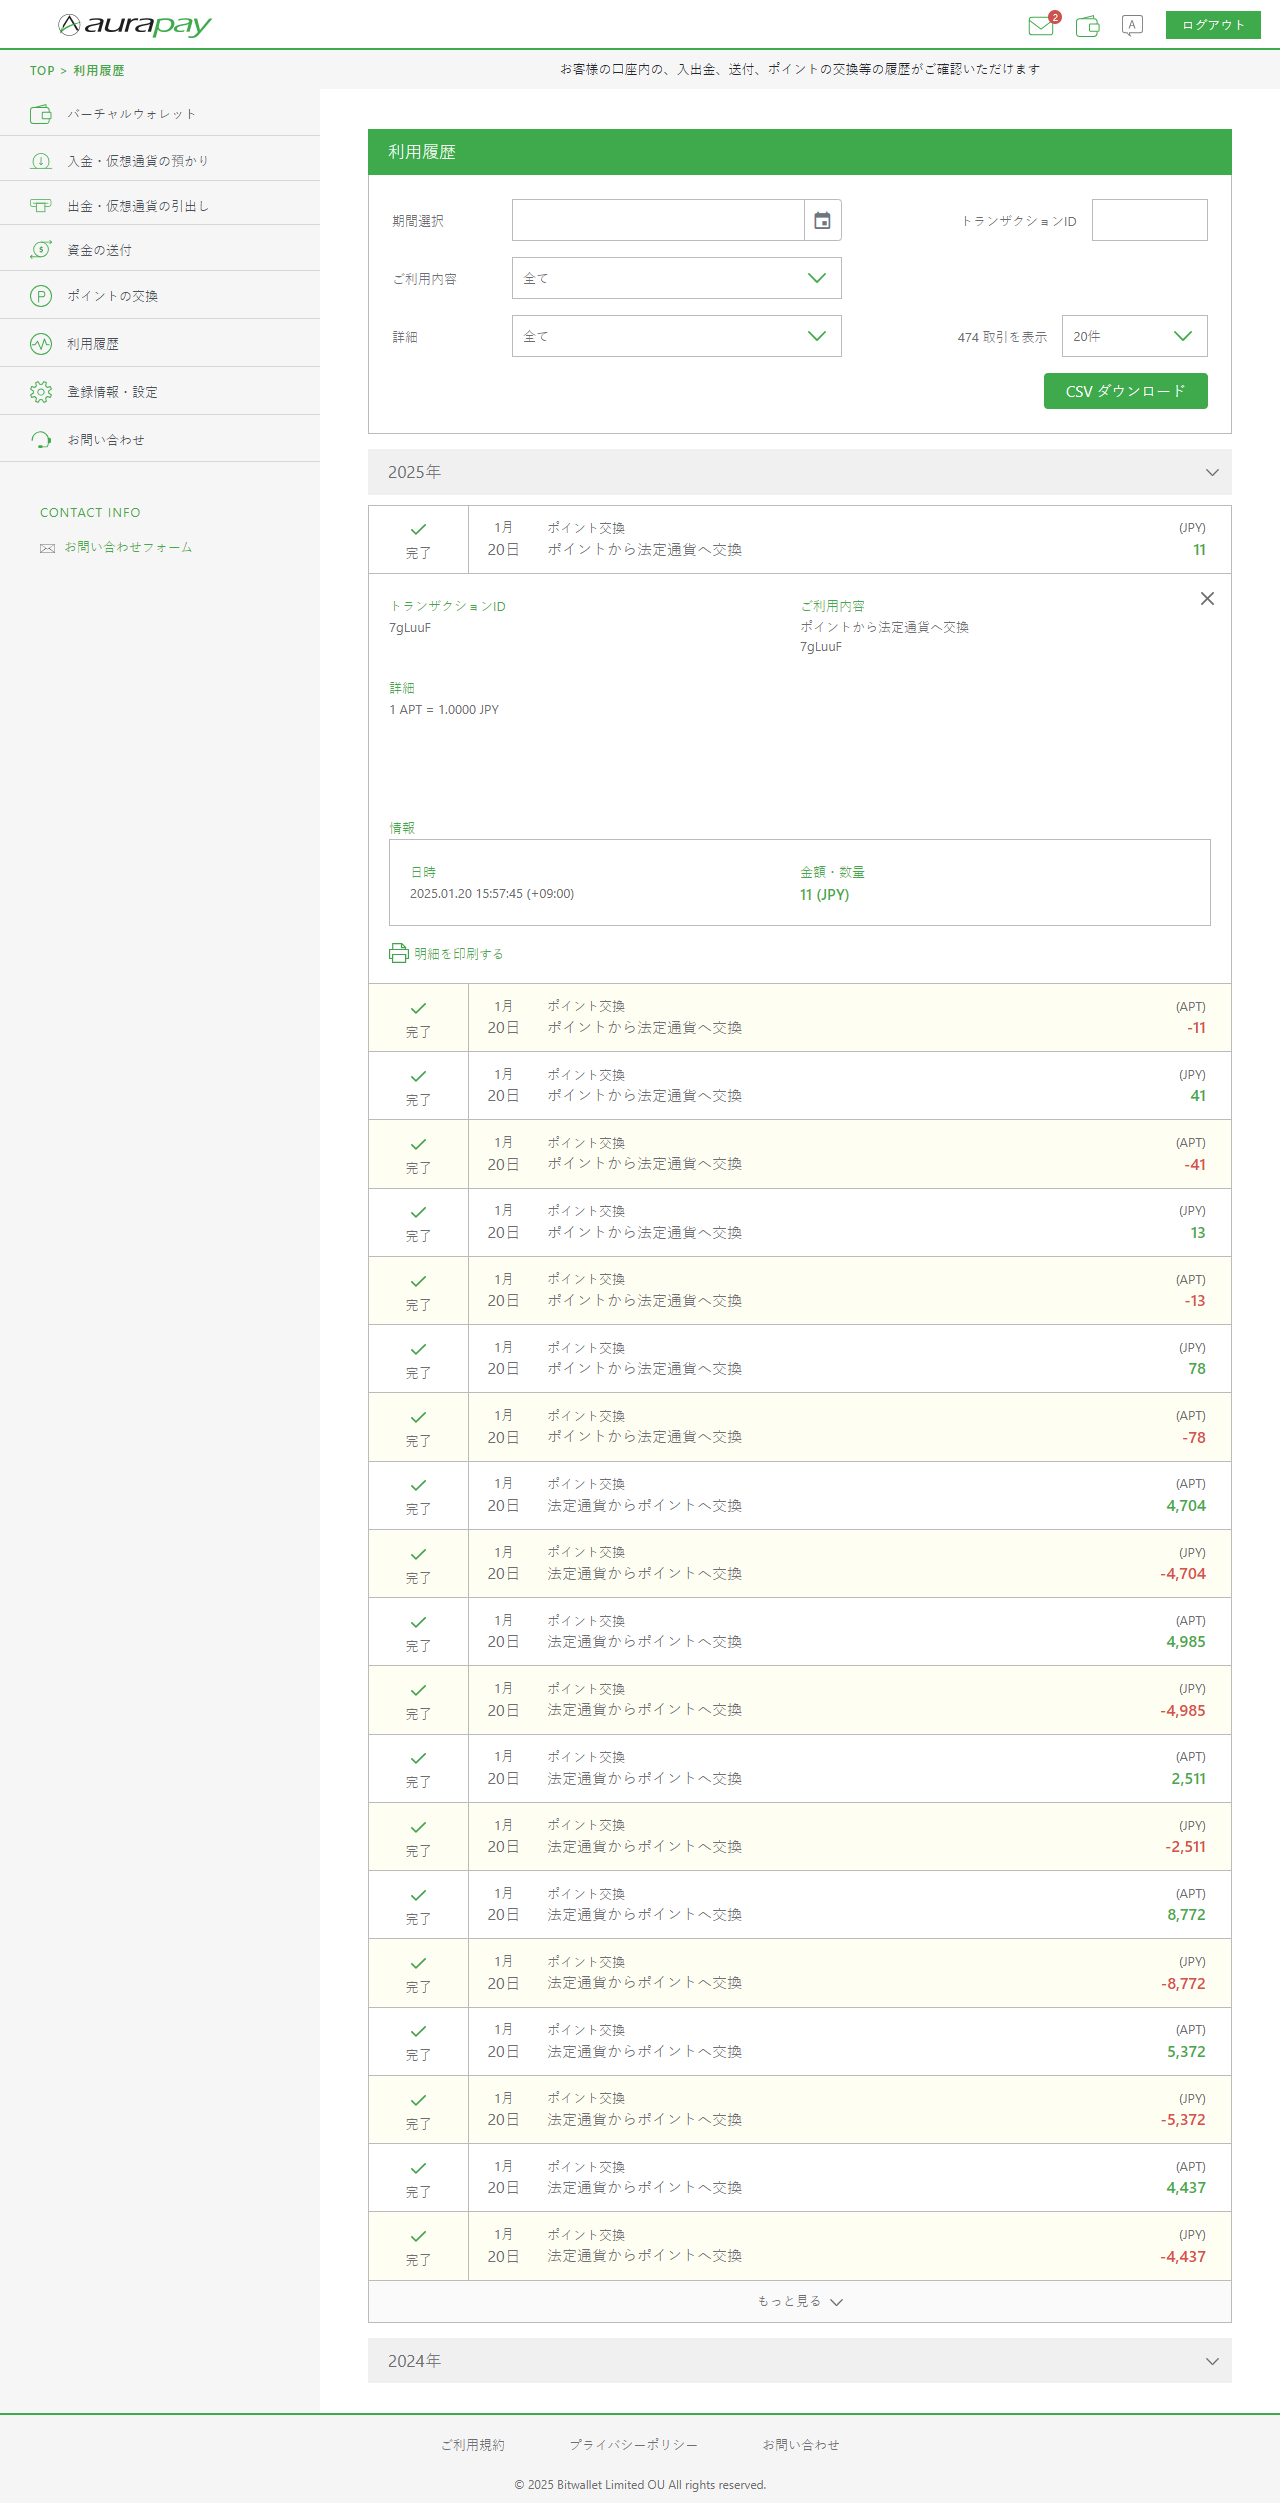 aurapay
2
A
ログアウト
TOP > 利用履歴
お客様の口座内の、入出金、送付、ポイントの交換等の履歴がご確認いただけます
バーチャルウォレット
入金・仮想通貨の預かり
出金・仮想通貨の引出し
資金の送付
ポイントの交換
利用履歴
登録情報・設定
お問い合わせ
CONTACT INFO
お問い合わせフォーム
利用履歴
期間選択
トランザクションID
ご利用内容
全て
詳細
全て
474 取引を表示
20件
CSV ダウンロード
2025年
完了
1月
20日
ポイント交換
ポイントから法定通貨へ交換
(JPY)
11
トランザクションID
7gLuuF
ご利用内容
ポイントから法定通貨へ交換
7gLuuF
詳細
1 APT = 1.0000 JPY
情報
日時
2025.01.20 15:57:45 (+09:00)
金額・数量
11 (JPY)
明細を印刷する
完了
1月
20日
ポイント交換
ポイントから法定通貨へ交換
(APT)
-11
完了
1月
20日
ポイント交換
ポイントから法定通貨へ交換
(JPY)
41
完了
1月
20日
ポイント交換
ポイントから法定通貨へ交換
(APT)
-41
完了
1月
20日
ポイント交換
ポイントから法定通貨へ交換
(JPY)
13
完了
1月
20日
ポイント交換
ポイントから法定通貨へ交換
(APT)
-13
完了
1月
20日
ポイント交換
ポイントから法定通貨へ交換
(JPY)
78
完了
1月
20日
ポイント交換
ポイントから法定通貨へ交換
(APT)
-78
完了
1月
20日
ポイント交換
法定通貨からポイントへ交換
(APT)
4,704
完了
1月
20日
ポイント交換
法定通貨からポイントへ交換
(JPY)
-4,704
完了
1月
20日
ポイント交換
法定通貨からポイントへ交換
(APT)
4,985
完了
1月
20日
ポイント交換
法定通貨からポイントへ交換
(JPY)
-4,985
完了
1月
20日
ポイント交換
法定通貨からポイントへ交換
(APT)
2,511
完了
1月
20日
ポイント交換
法定通貨からポイントへ交換
(JPY)
-2,511
完了
1月
20日
ポイント交換
法定通貨からポイントへ交換
(APT)
8,772
完了
1月
20日
ポイント交換
法定通貨からポイントへ交換
(JPY)
-8,772
完了
1月
20日
ポイント交換
法定通貨からポイントへ交換
(APT)
5,372
完了
1月
20日
ポイント交換
法定通貨からポイントへ交換
(JPY)
-5,372
完了
1月
20日
ポイント交換
法定通貨からポイントへ交換
(APT)
4,437
完了
1月
20日
ポイント交換
法定通貨からポイントへ交換
(JPY)
-4,437
もっと見る
2024年
ご利用規約
プライバシーポリシー
お問い合わせ
© 2025 Bitwallet Limited OU All rights reserved.